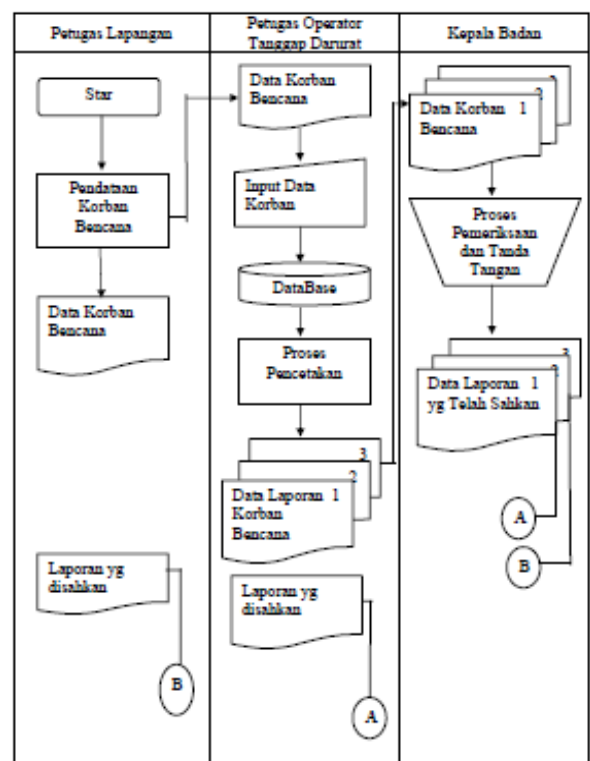 Petugas Lapangan
Petugas Operator
Tanggap Darurat
Kepala Badan
Star
Pendataan
Korban
Bencana
Data Korban
Bencana
Laporan yg
disahkan
B
Data Korban
Bencana
Input Data
Korban
DataBase
Proses
Pencetakan
3
2
Data Laporan 1
Korban
Bencana
Laporan yg
disahkan
A
3
2
Data Korban 1
Bencana
Proses
Pemeriksaan
dan Tanda
Tangan
3
2
Data Laporan 1
yg Telah Sahkan
A
B